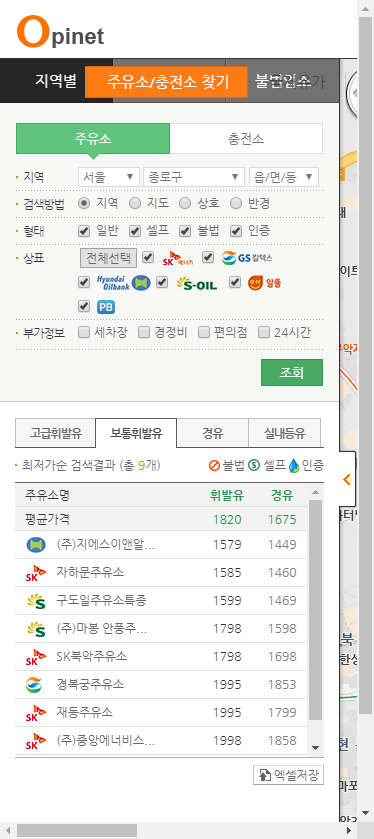 Opinet
지역별 주유소/충전소 찾기 불법업소
주유소 충전소
지역 서울 종로구 읍/면/동
검색방법 지역 지도 상호 반경
형태 일반 셀프 불법 인증
상표 전체선택 SK에너지 GS칼텍스
Hyundai Oilbank S-OIL 알뜰
PB
부가정보 세차장 경정비 편의점 24시간
조회
고급휘발유 보통휘발유 경유 실내등유
최저가순 검색결과 (총 9개) 불법 셀프 인증
주유소명 휘발유 경유
평균가격 1820 1675
(주)지에스이앤알... 1579 1449
자하문주유소 1585 1460
구도일주유소특종 1599 1469
(주)마봉 안풍주... 1798 1598
SK북악주유소 1798 1698
경복궁주유소 1995 1853
재동주유소 1995 1799
(주)중앙에너비스... 1998 1858
엑셀저장